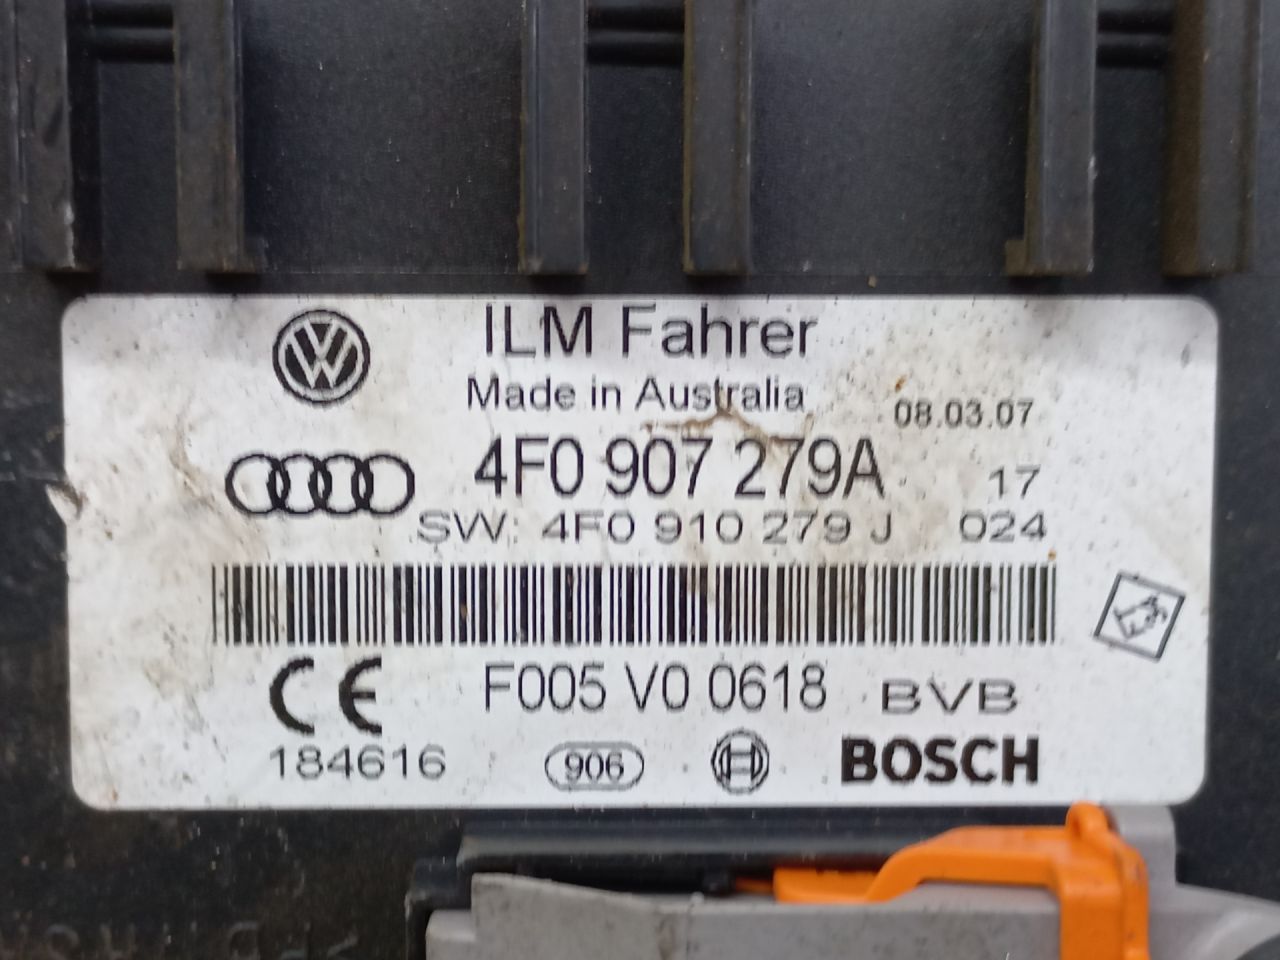 ILM Fahrer
Made in Australia
08.03.07
4F0 907 279A
17
SW: 4F0 910 279 J
024
F005 V0 0618
BVB
CE
184616
906
BOSCH